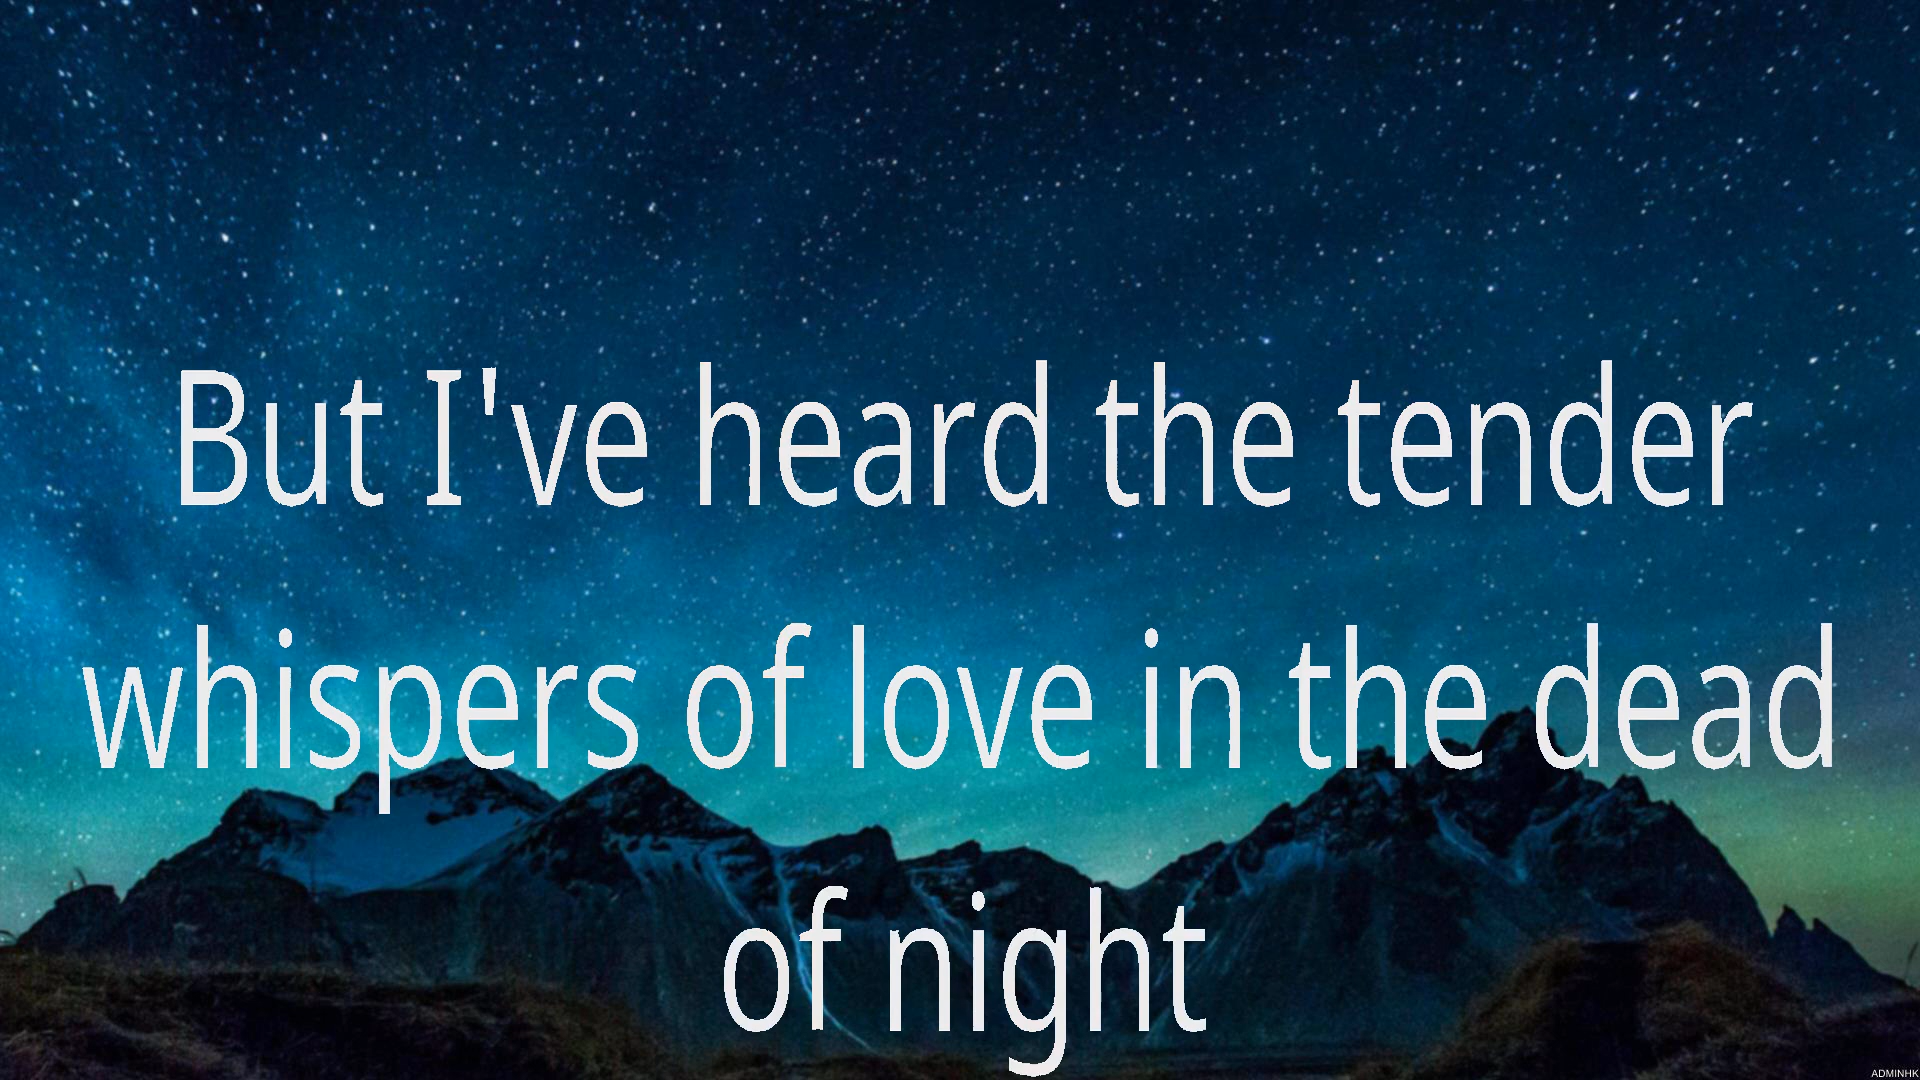 But I've heard the tender
whispers of love in the dead
of night
ADMINHK